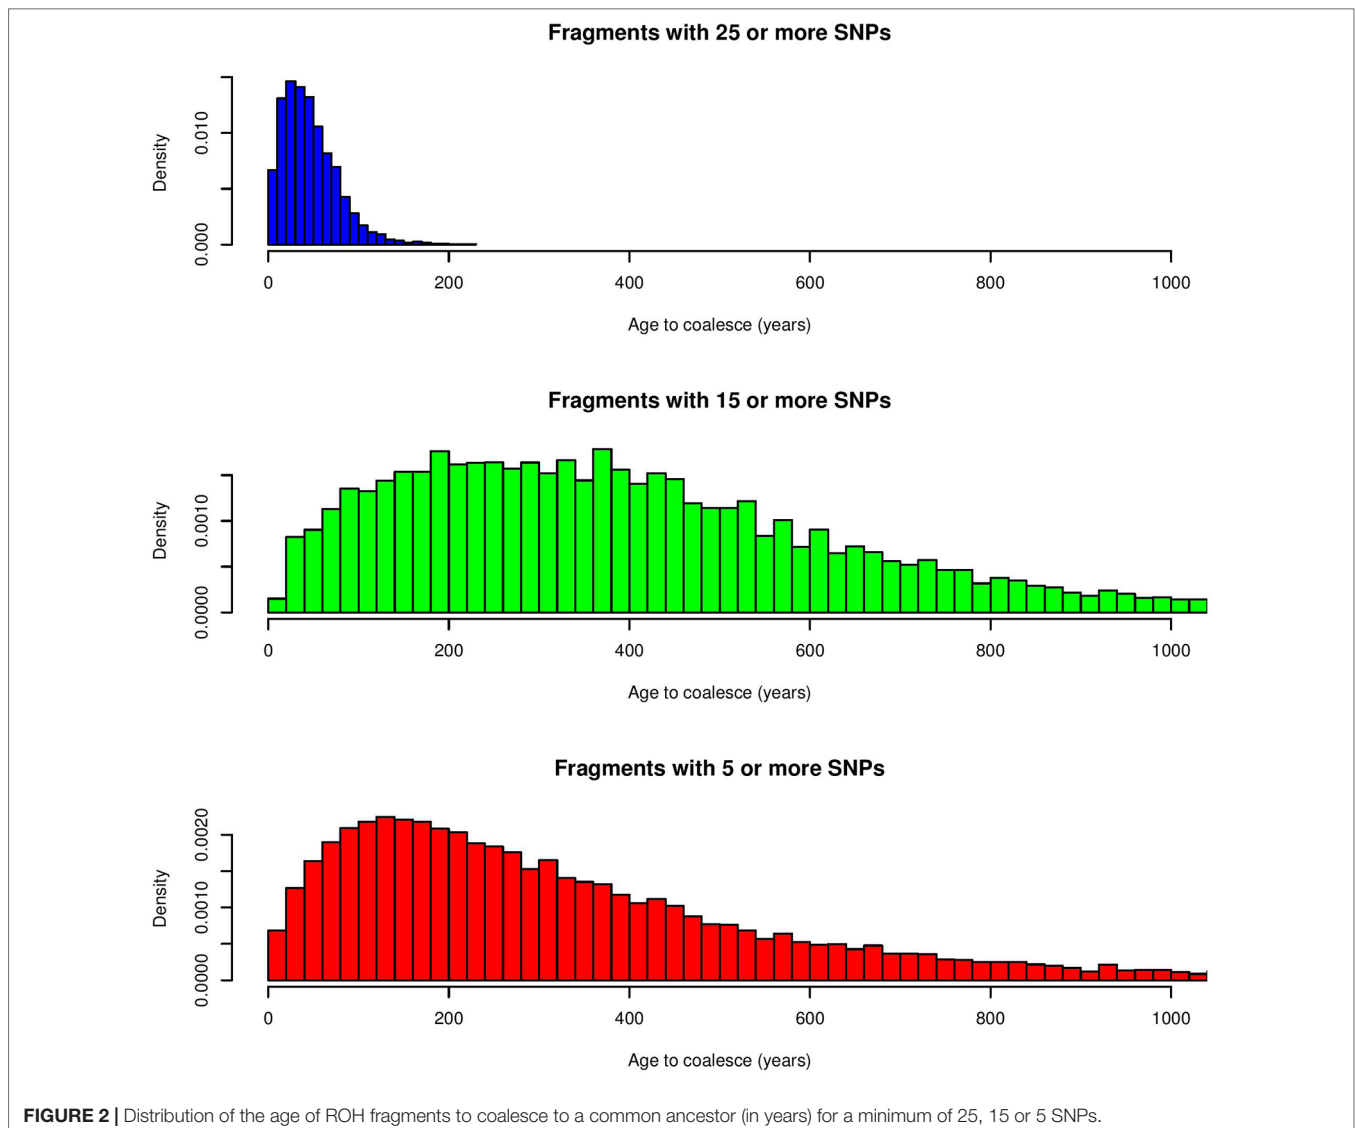 Fragments with 25 or more SNPs
Density
0.000
0.010
0
200
400
600
800
1000
Age to coalesce (years)
Fragments with 15 or more SNPs
Density
0.0000
0.0010
0
200
400
600
800
1000
Age to coalesce (years)
Fragments with 5 or more SNPs
Density
0.0000
0.0010
0.0020
0
200
400
600
800
1000
Age to coalesce (years)
FIGURE 2 | Distribution of the age of ROH fragments to coalesce to a common ancestor (in years) for a minimum of 25, 15 or 5 SNPs.